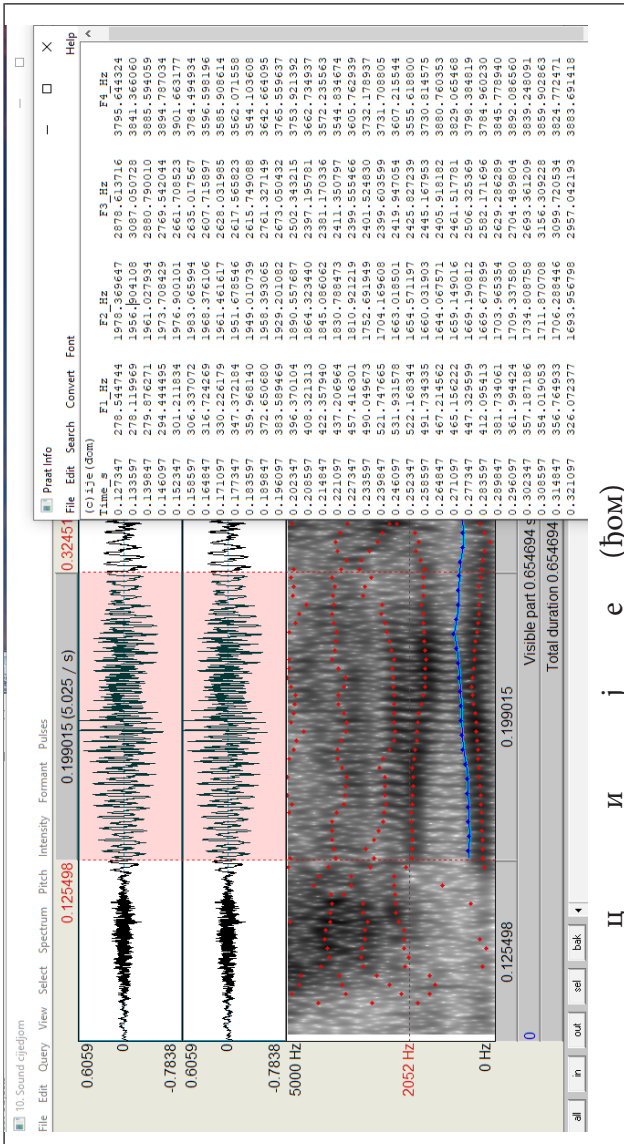 10. Sound cijedjom
File Edit Query View Select Spectrum Pitch Intensity Formant Pulses
0.125498 0.199015 (5.025 / s) 0.32451
0.6059
0
-0.7838
0.6059
0
-0.7838
5000 Hz
2052 Hz
0 Hz
0.125498 0.199015
0 Visible part 0.654694 s
Total duration 0.654694
all in out sel bak
Praat Info
File Edit Search Convert Font Help
(c)ije(đom)
Time_s F1_Hz F2_Hz F3_Hz F4_Hz
0.127347 278.544744 1978.369647 2878.613716 3795.644324
0.133597 278.119969 1956.904108 3087.050728 3841.366060
0.139847 279.876271 1961.027934 2880.790010 3885.594059
0.146097 294.444495 1973.708429 2769.542044 3894.787034
0.152347 301.211834 1976.900101 2661.708523 3901.663177
0.158597 306.337072 1983.065994 2635.017567 3784.494934
0.164847 316.724269 1968.376106 2607.715897 3596.598196
0.171097 330.226179 1961.461617 2628.031985 3585.908614
0.177347 347.372184 1951.678546 2617.565823 3562.071558
0.183597 359.968140 1949.010739 2615.749088 3544.103608
0.189847 372.650680 1958.393065 2761.327149 3642.664095
0.196097 383.589469 1929.201082 2673.050432 3765.559637
0.202347 396.370104 1890.557687 2502.343215 3753.921392
0.208597 408.321313 1864.323440 2397.195781 3662.734937
0.214847 422.357940 1845.086062 2381.170336 3572.835563
0.221097 437.206964 1830.788473 2411.350797 3544.834674
0.227347 457.416301 1810.921219 2399.555466 3605.762939
0.233597 490.049673 1752.691949 2401.524830 3732.178937
0.239847 521.747665 1704.169608 2399.603599 3731.708805
0.246097 531.931578 1663.018501 2419.947054 3607.215544
0.252347 522.168344 1654.571197 2425.827239 3555.618800
0.258597 491.734335 1660.031903 2445.167953 3730.814575
0.264847 467.214562 1644.067571 2405.918182 3880.760353
0.271097 465.156222 1659.149016 2461.517781 3829.065468
0.277347 447.329599 1669.190812 2506.325369 3798.384819
0.283597 412.095413 1669.677899 2582.171696 3784.960230
0.289847 381.734061 1703.965354 2629.286289 3845.778940
0.296097 361.994424 1709.337580 2704.489804 3892.086560
0.302347 357.187186 1734.808758 2693.361209 3839.248091
0.308597 354.019053 1711.870708 3156.309228 3859.902863
0.314847 356.764933 1706.288446 3099.720534 3824.772471
0.321097 326.072377 1693.956798 2957.042193 3883.691418
ц и ј е (ђом)